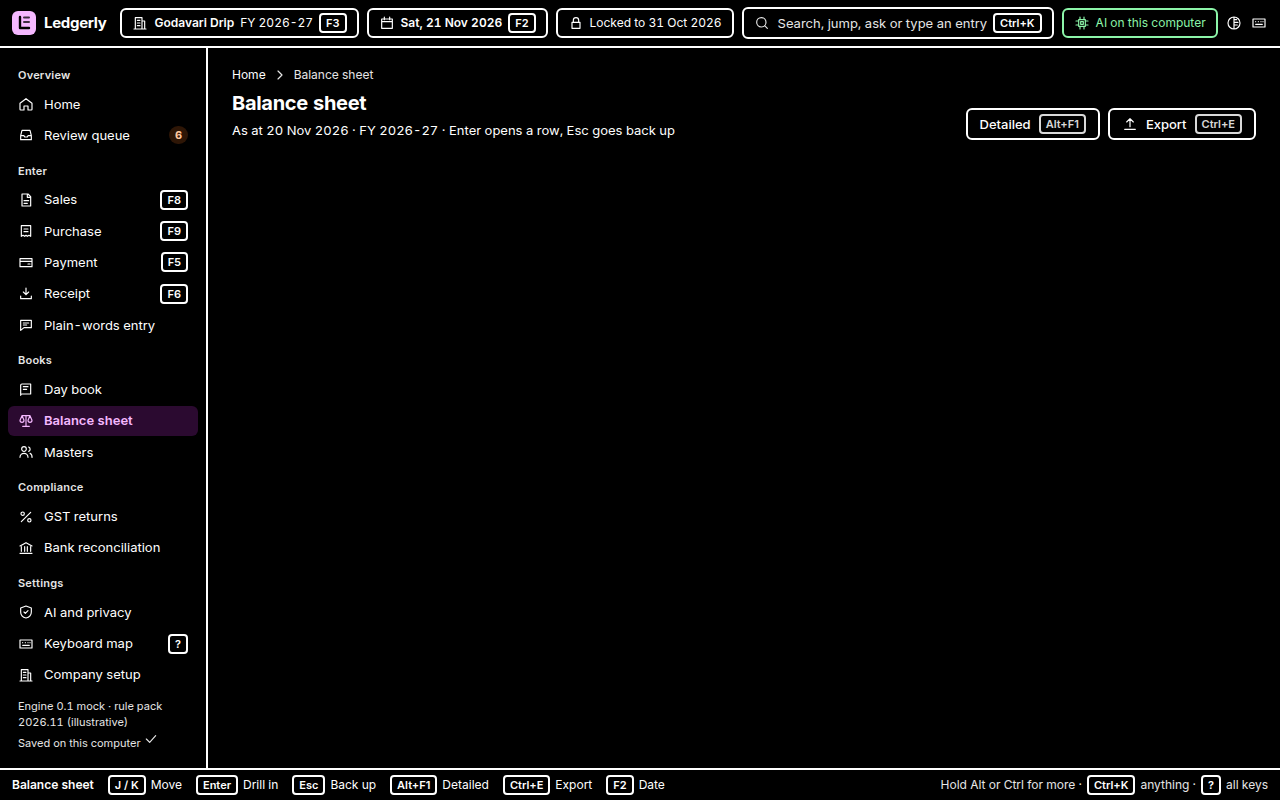 Ledgerly
Godavari Drip FY 2026-27 F3
Sat, 21 Nov 2026 F2
Locked to 31 Oct 2026
Search, jump, ask or type an entry Ctrl+K
AI on this computer
Overview
Home
Review queue 6
Enter
Sales F8
Purchase F9
Payment F5
Receipt F6
Plain-words entry
Books
Day book
Balance sheet
Masters
Compliance
GST returns
Bank reconciliation
Settings
AI and privacy
Keyboard map ?
Company setup
Engine 0.1 mock · rule pack
2026.11 (illustrative)
Saved on this computer
Home Balance sheet
Balance sheet
As at 20 Nov 2026 · FY 2026-27 · Enter opens a row, Esc goes back up
Detailed Alt+F1
Export Ctrl+E
Balance sheet J / K Move Enter Drill in Esc Back up Alt+F1 Detailed Ctrl+E Export F2 Date
Hold Alt or Ctrl for more · Ctrl+K anything · ? all keys